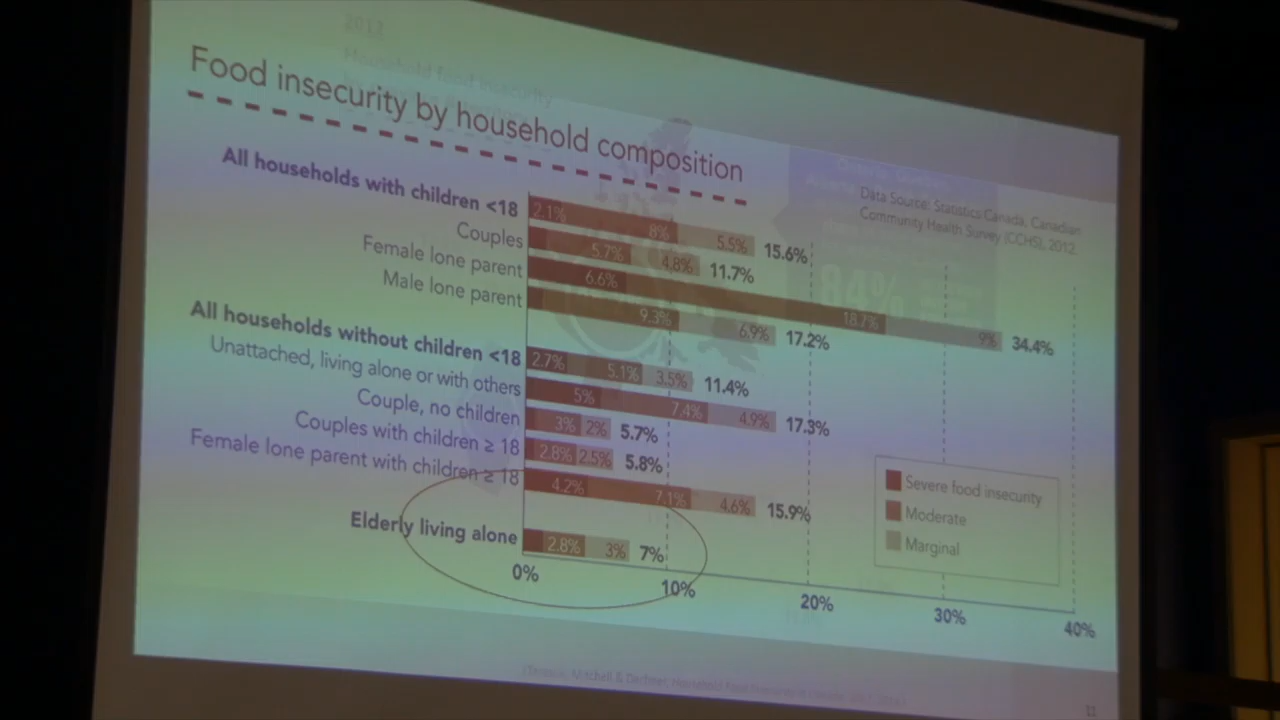 2012
Household food insecurity
Food insecurity by household composition
Data Source: Statistics Canada, Canadian
Community Health Survey (CCHS), 2012
84%
All households with children <18 2.1% 8% 5.5% 15.6%
Couples 5.7% 4.8% 11.7%
Female lone parent 6.6% 18.7% 9% 34.4%
Male lone parent 9.3% 6.9% 17.2%
All households without children <18 2.7% 5.1% 3.5% 11.4%
Unattached, living alone or with others 5% 7.4% 4.9% 17.3%
Couple, no children 3% 2% 5.7%
Couples with children ≥ 18 2.8% 2.5% 5.8%
Female lone parent with children ≥ 18 4.2% 7.1% 4.6% 15.9%
Elderly living alone 2.8% 3% 7%
0% 10% 20% 30% 40%
Severe food insecurity
Moderate
Marginal